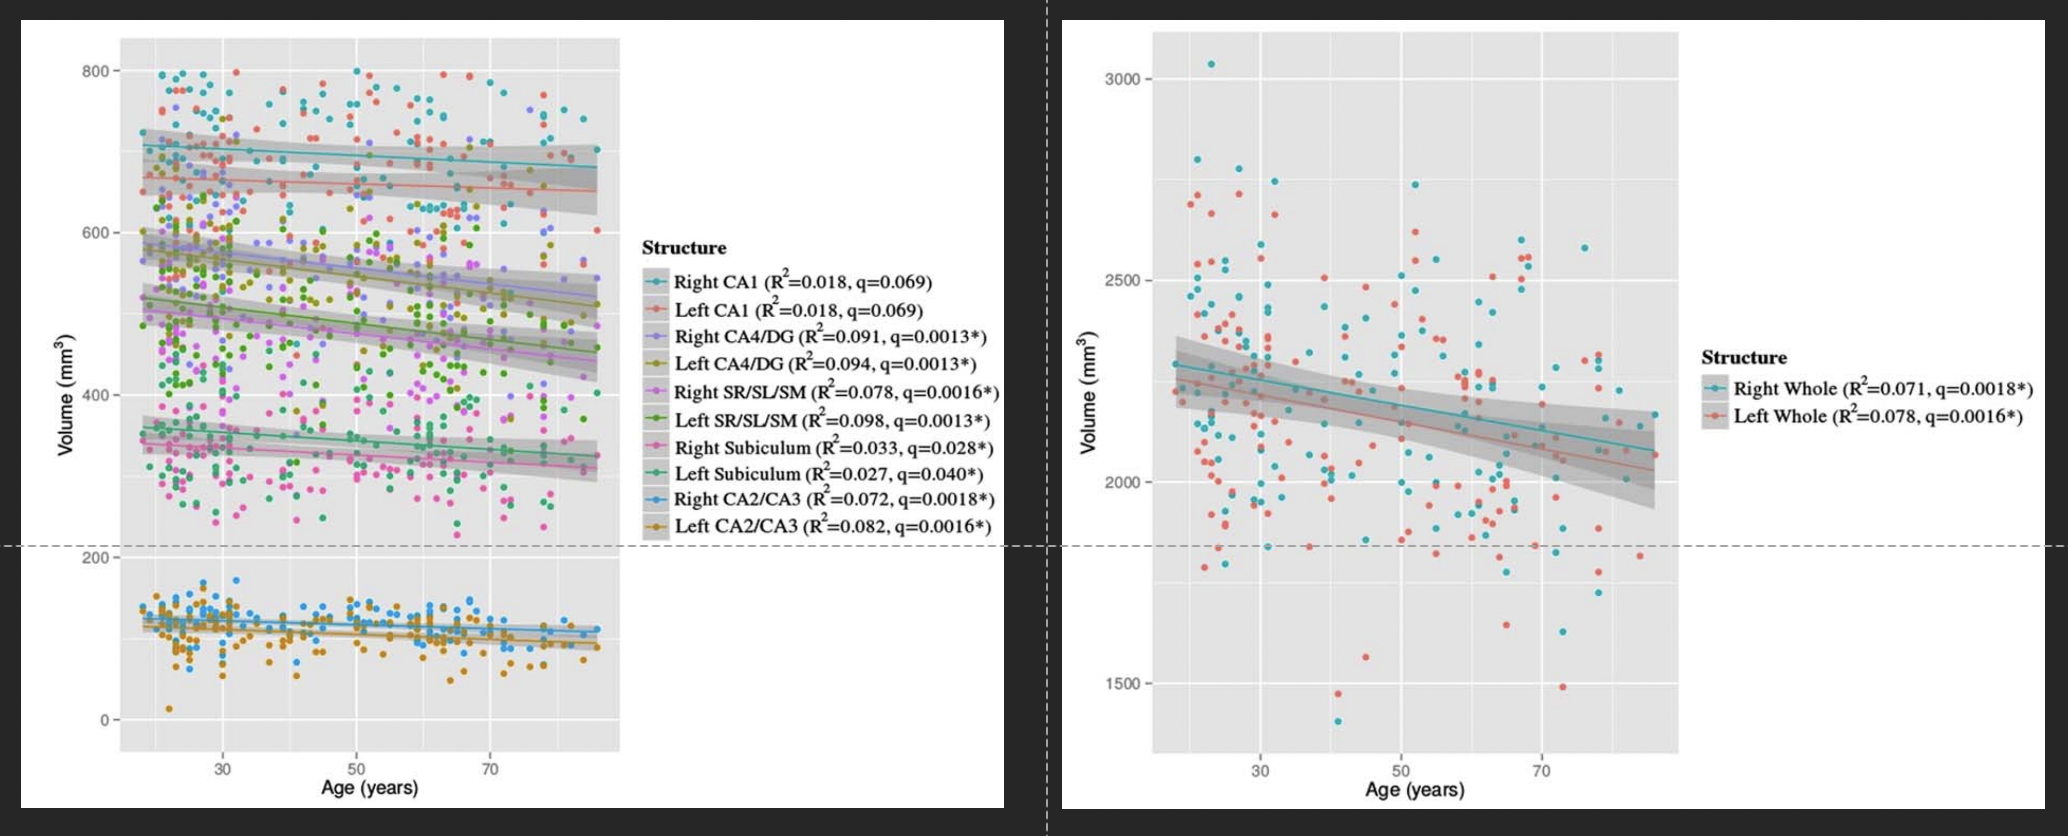 800
600
400
200
0
Volume (mm³)
30 50 70
Age (years)
Structure
Right CA1 (R²=0.018, q=0.069)
Left CA1 (R²=0.018, q=0.069)
Right CA4/DG (R²=0.091, q=0.0013*)
Left CA4/DG (R²=0.094, q=0.0013*)
Right SR/SL/SM (R²=0.078, q=0.0016*)
Left SR/SL/SM (R²=0.098, q=0.0013*)
Right Subiculum (R²=0.033, q=0.028*)
Left Subiculum (R²=0.027, q=0.040*)
Right CA2/CA3 (R²=0.072, q=0.0018*)
Left CA2/CA3 (R²=0.082, q=0.0016*)
3000
2500
2000
1500
Volume (mm³)
30 50 70
Age (years)
Structure
Right Whole (R²=0.071, q=0.0018*)
Left Whole (R²=0.078, q=0.0016*)